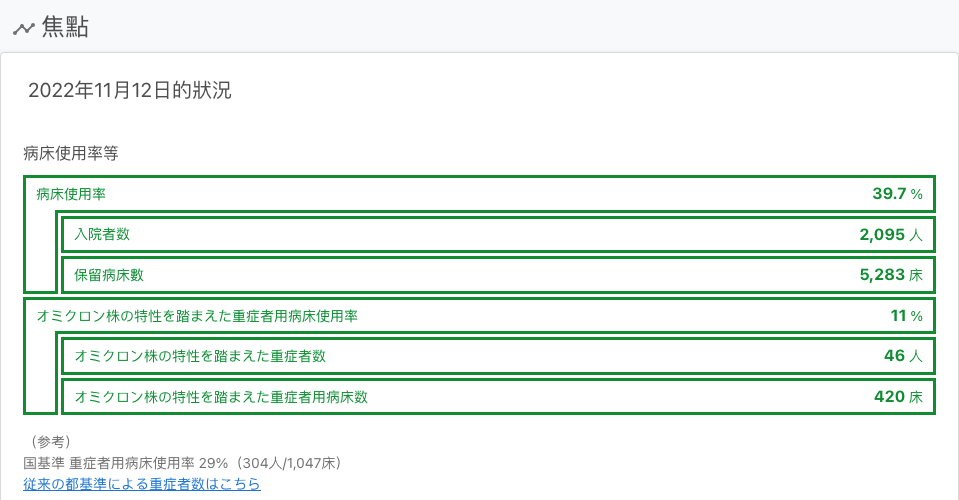 焦點
2022年11月12日的狀況
病床使用率等
病床使用率 39.7 %
入院者数 2,095 人
保留病床數 5,283 床
オミクロン株の特性を踏まえた重症者用病床使用率 11 %
オミクロン株の特性を踏まえた重症者数 46 人
オミクロン株の特性を踏まえた重症者用病床数 420 床
（参考）
国基準 重症者用病床使用率 29%（304人/1,047床）
従来の都基準による重症者数はこちら